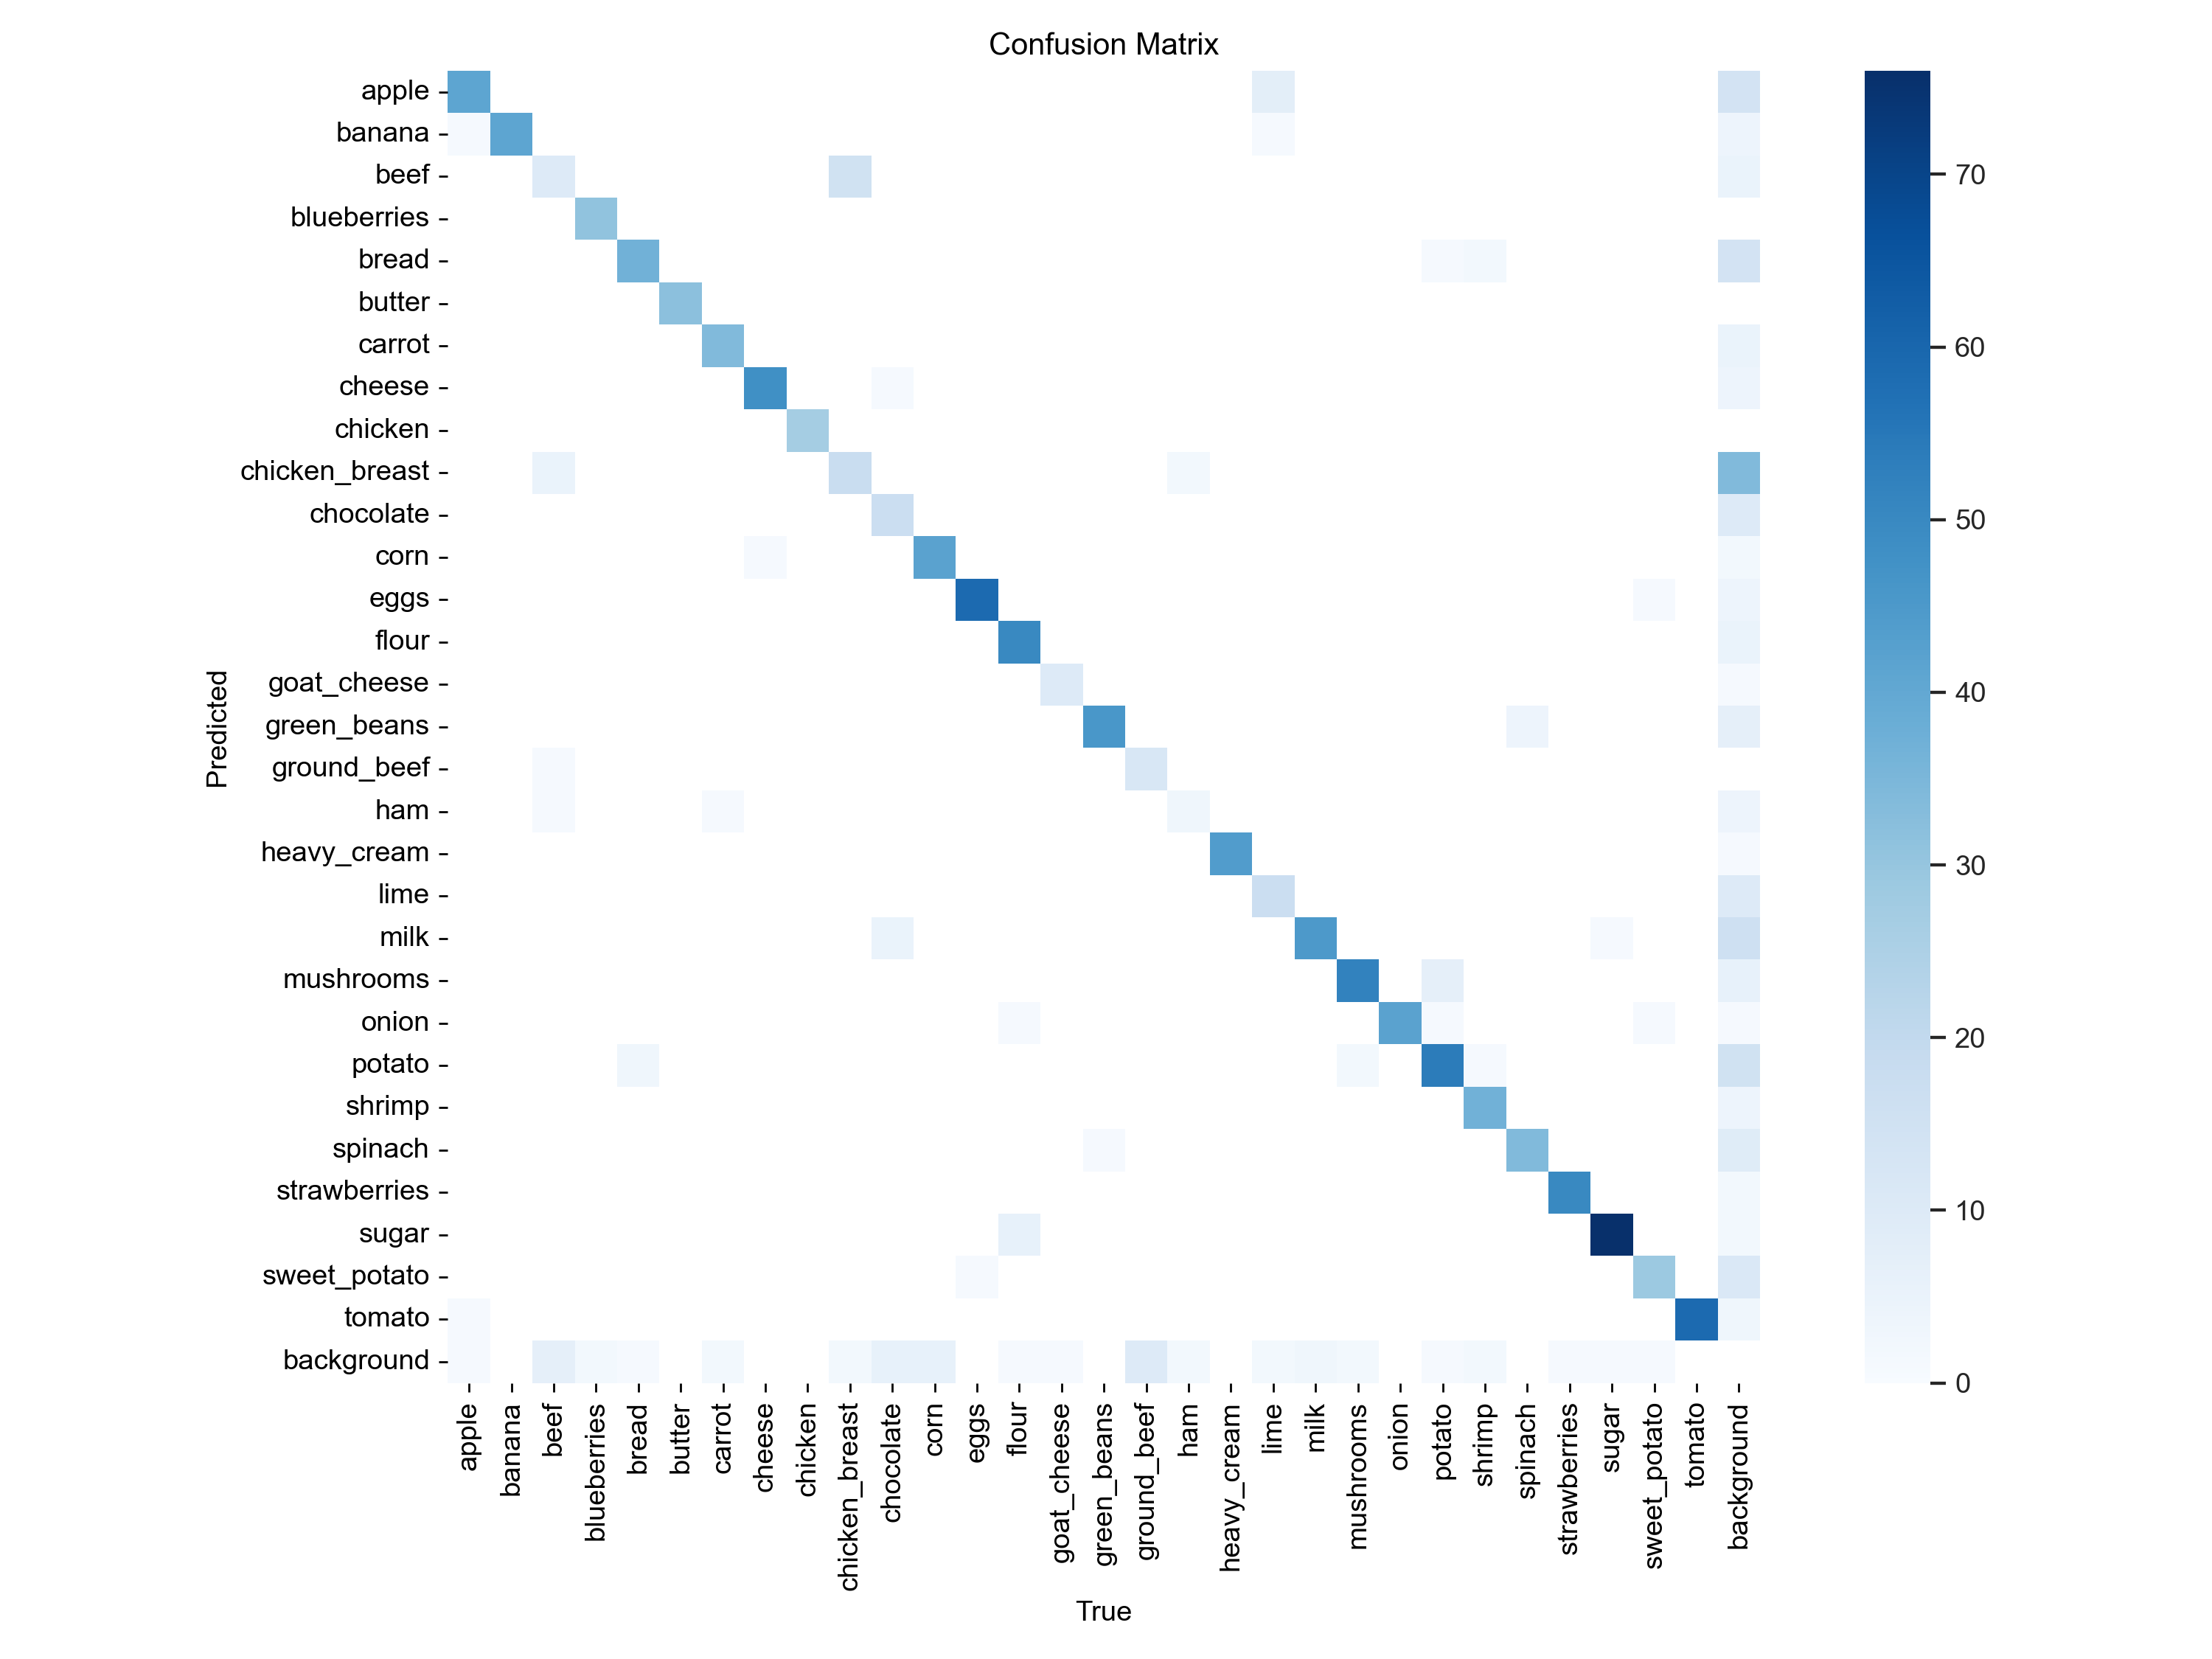 Confusion Matrix
Predicted
apple
banana
beef
blueberries
bread
butter
carrot
cheese
chicken
chicken_breast
chocolate
corn
eggs
flour
goat_cheese
green_beans
ground_beef
ham
heavy_cream
lime
milk
mushrooms
onion
potato
shrimp
spinach
strawberries
sugar
sweet_potato
tomato
background
apple
banana
beef
blueberries
bread
butter
carrot
cheese
chicken
chicken_breast
chocolate
corn
eggs
flour
goat_cheese
green_beans
ground_beef
ham
heavy_cream
lime
milk
mushrooms
onion
potato
shrimp
spinach
strawberries
sugar
sweet_potato
tomato
background
True
70
60
50
40
30
20
10
0